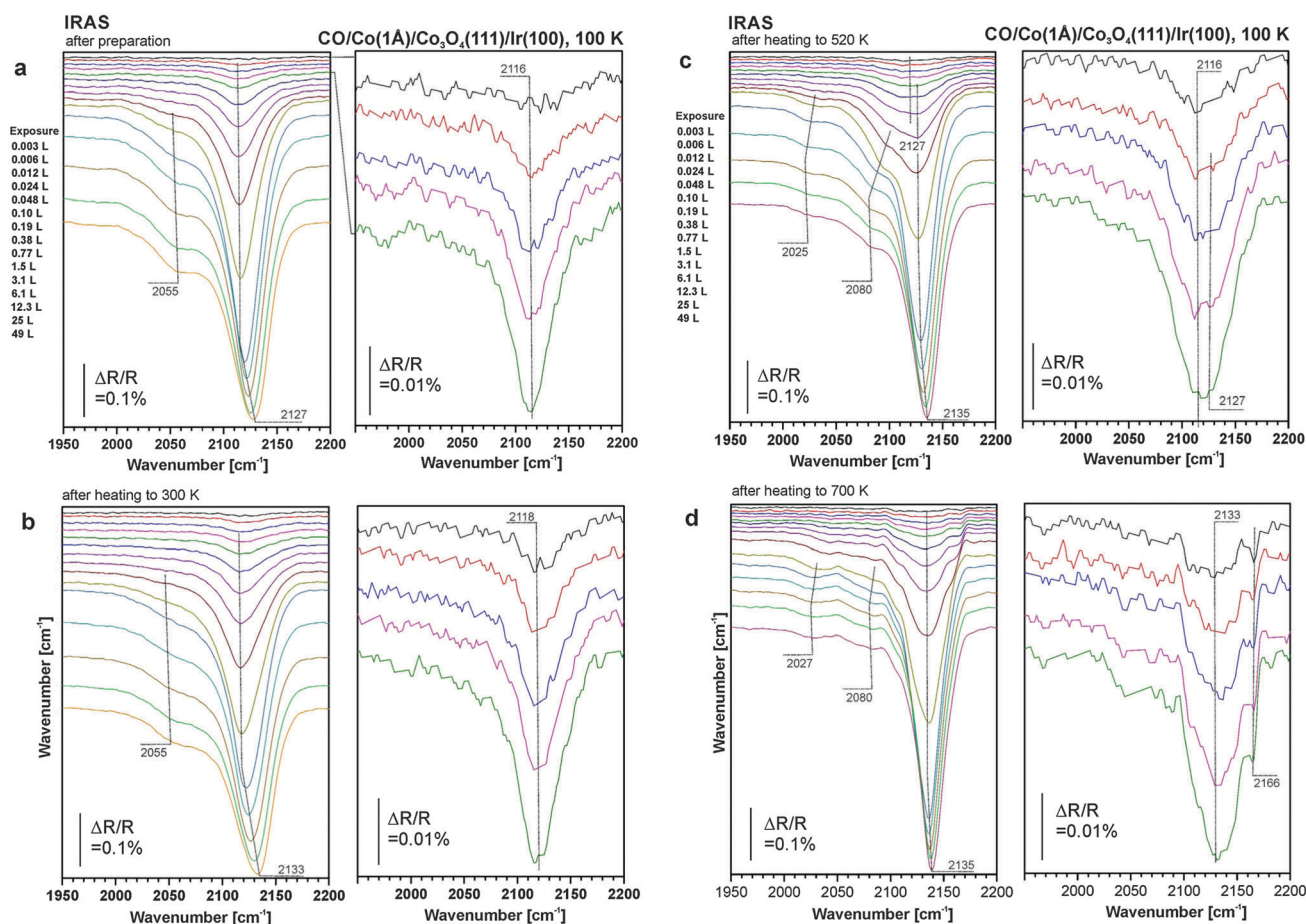 IRAS
after preparation
CO/Co(1Å)/Co3O4(111)/Ir(100), 100 K
a
2116
Exposure
0.003 L
0.006 L
0.012 L
0.024 L
0.048 L
0.10 L
0.19 L
0.38 L
0.77 L
1.5 L
3.1 L
6.1 L
12.3 L
25 L
49 L
2055
ΔR/R
=0.1%
2127
ΔR/R
=0.01%
1950 2000 2050 2100 2150 2200
2000 2050 2100 2150 2200
Wavenumber [cm-1]
Wavenumber [cm-1]
after heating to 300 K
b
2118
Wavenumber [cm-1]
2055
ΔR/R
=0.1%
2133
ΔR/R
=0.01%
1950 2000 2050 2100 2150 2200
2000 2050 2100 2150 2200
Wavenumber [cm-1]
Wavenumber [cm-1]
IRAS
after heating to 520 K
CO/Co(1Å)/Co3O4(111)/Ir(100), 100 K
c
2116
Exposure
0.003 L
0.006 L
0.012 L
0.024 L
0.048 L
0.10 L
0.19 L
0.38 L
0.77 L
1.5 L
3.1 L
6.1 L
12.3 L
25 L
49 L
2127
2025
2080
ΔR/R
=0.1%
2135
ΔR/R
=0.01%
2127
1950 2000 2050 2100 2150 2200
2000 2050 2100 2150 2200
Wavenumber [cm-1]
Wavenumber [cm-1]
after heating to 700 K
d
2133
2027
2080
ΔR/R
=0.1%
2135
ΔR/R
=0.01%
2166
1950 2000 2050 2100 2150 2200
2000 2050 2100 2150 2200
Wavenumber [cm-1]
Wavenumber [cm-1]